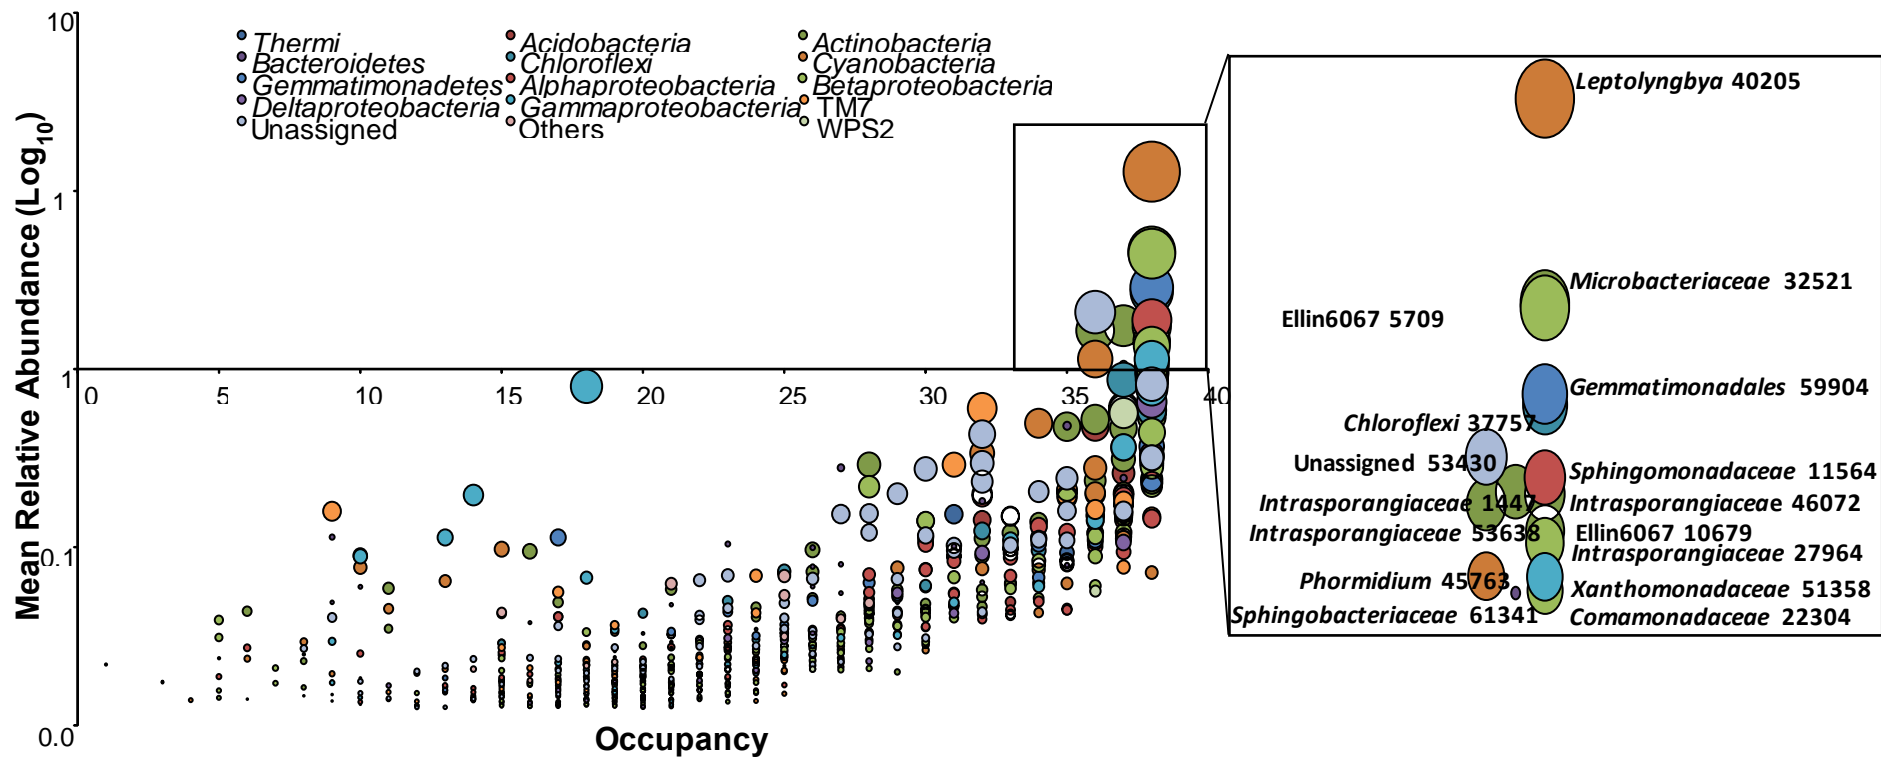 10
1
1
0.1
0.0
Mean Relative Abundance (Log10)
Thermi
Acidobacteria
Actinobacteria
Bacteroidetes
Chloroflexi
Cyanobacteria
Gemmatimonadetes
Alphaproteobacteria
Betaproteobacteria
Deltaproteobacteria
Gammaproteobacteria
TM7
Unassigned
Others
WPS2
0 5 10 15 20 25 30 35 40
Occupancy
Leptolyngbya 40205
Microbacteriaceae 32521
Ellin6067 5709
Gemmatimonadales 59904
Chloroflexi 37757
Unassigned 53430
Sphingomonadaceae 11564
Intrasporangiaceae 1447
Intrasporangiaceae 46072
Intrasporangiaceae 53638
Ellin6067 10679
Intrasporangiaceae 27964
Phormidium 45763
Xanthomonadaceae 51358
Sphingobacteriaceae 61341
Comamonadaceae 22304